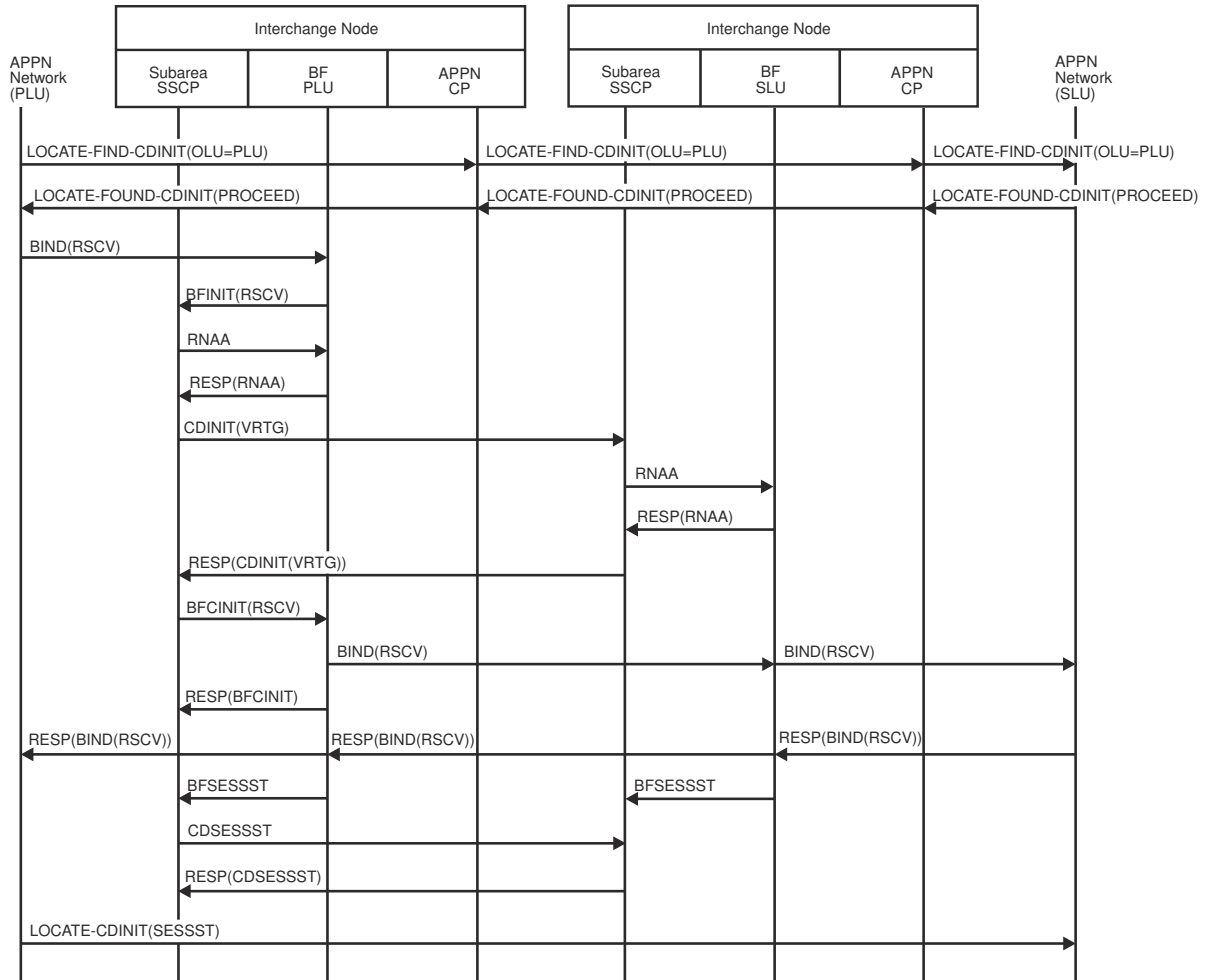 Interchange Node
Interchange Node
APPN
Network
(PLU)
Subarea
SSCP
BF
PLU
APPN
CP
Subarea
SSCP
BF
SLU
APPN
CP
APPN
Network
(SLU)
LOCATE-FIND-CDINIT(OLU=PLU)
LOCATE-FIND-CDINIT(OLU=PLU)
LOCATE-FIND-CDINIT(OLU=PLU)
LOCATE-FOUND-CDINIT(PROCEED)
LOCATE-FOUND-CDINIT(PROCEED)
LOCATE-FOUND-CDINIT(PROCEED)
BIND(RSCV)
BFINIT(RSCV)
RNAA
RESP(RNAA)
CDINIT(VRTG)
RNAA
RESP(RNAA)
RESP(CDINIT(VRTG))
BFCINIT(RSCV)
BIND(RSCV)
BIND(RSCV)
RESP(BFCINIT)
RESP(BIND(RSCV))
RESP(BIND(RSCV))
RESP(BIND(RSCV))
BFSESSST
BFSESSST
CDSESSST
RESP(CDSESSST)
LOCATE-CDINIT(SESSST)